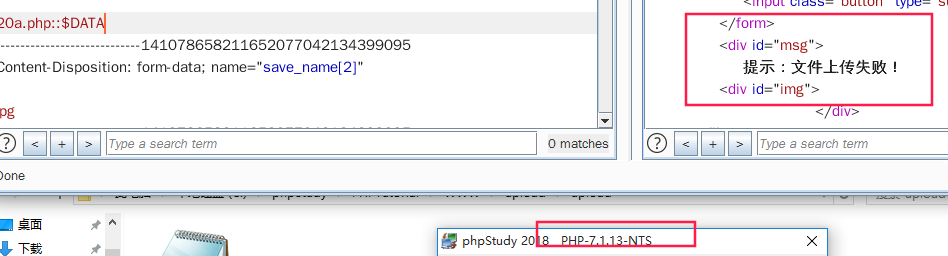 <input class="button" type="s
20a.php::$DATA
</form>
-----------------------------141078658211652077042134399095
<div id="msg">
Content-Disposition: form-data; name="save_name[2]"
提示：文件上传失败！
<div id="img">
pg
</div>
? < + > Type a search term 0 matches
? < + > Type a search term
Done
桌面
下载
phpStudy 2018 PHP-7.1.13-NTS